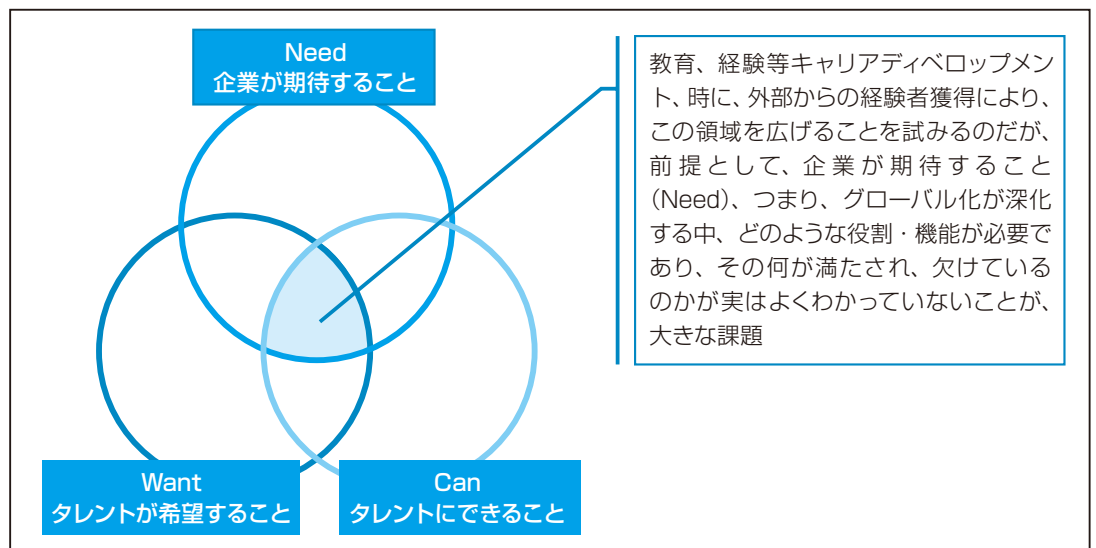 Need
企業が期待すること
教育、経験等キャリアディベロップメン
ト、時に、外部からの経験者獲得により、
この領域を広げることを試みるのだが、
前提として、企業が期待すること
(Need)、つまり、グローバル化が深化
する中、どのような役割・機能が必要で
あり、その何が満たされ、欠けている
のかが実はよくわかっていないことが、
大きな課題
Want
タレントが希望すること
Can
タレントにできること